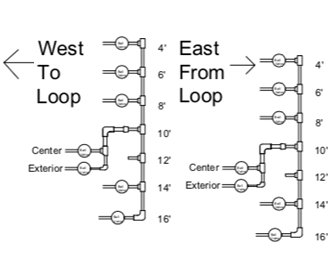 West
To
Loop
4'
6'
8'
10'
12'
14'
16'
Center
Exterior
East
From
Loop
4'
6'
8'
10'
12'
14'
16'
Center
Exterior